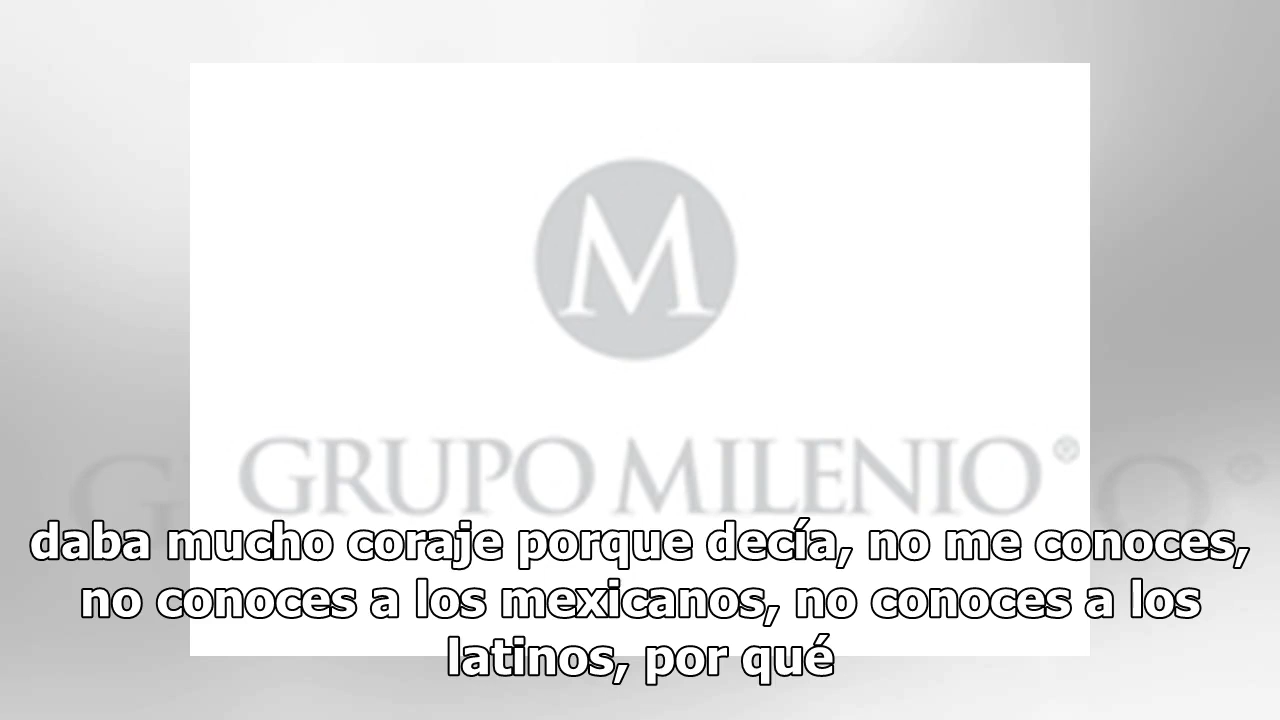 M
GRUPO MILENIO®
G O®
daba mucho coraje porque decía, no me conoces,
no conoces a los mexicanos, no conoces a los
latinos, por qué